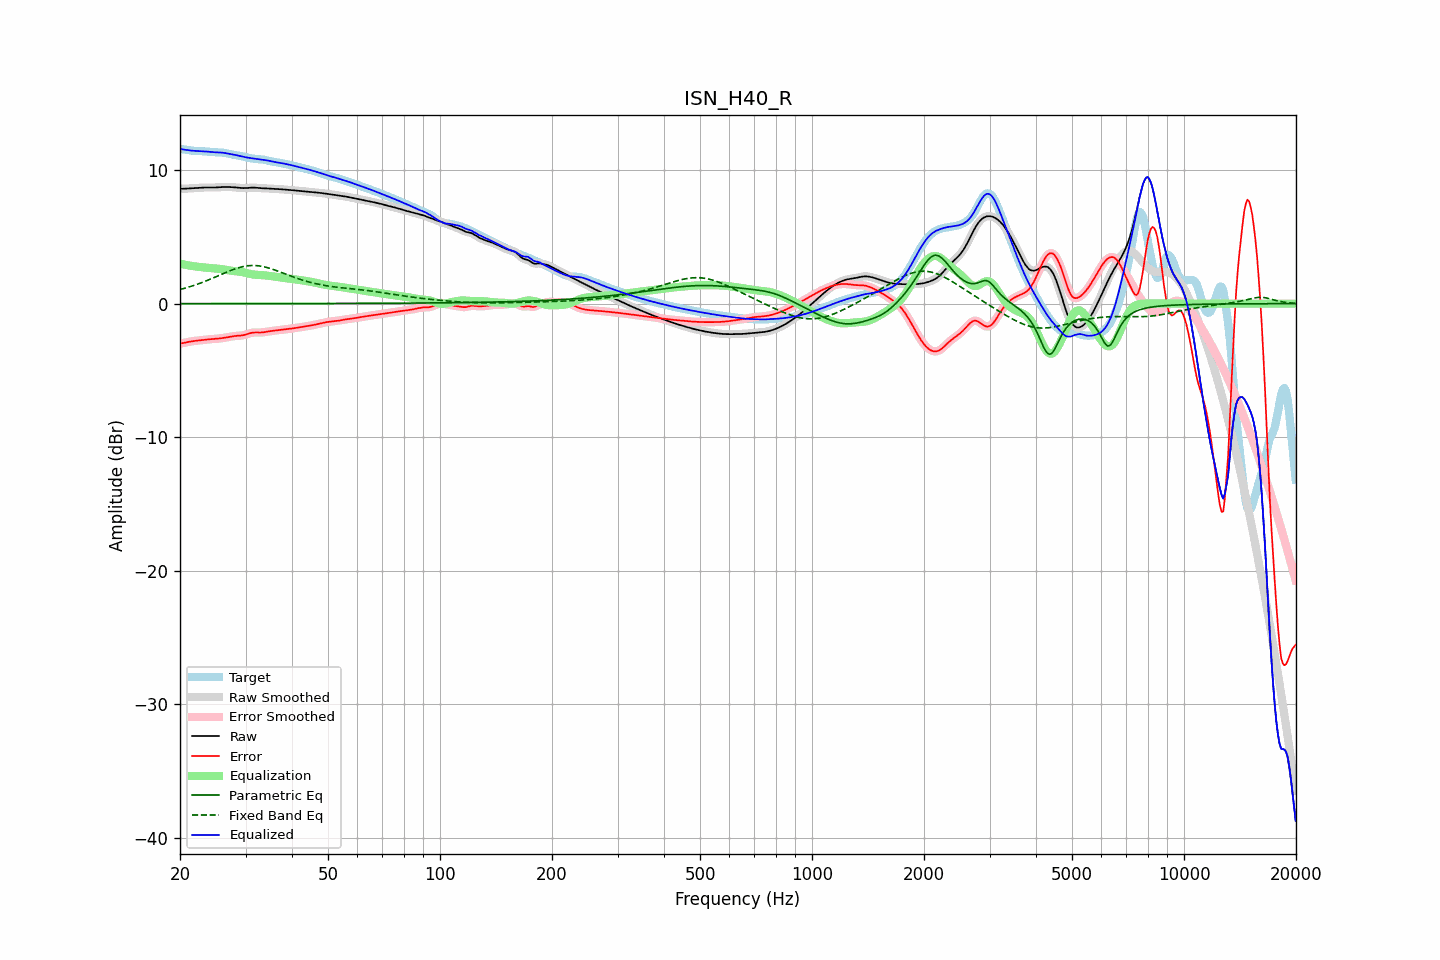 ISN_H40_R
Amplitude (dBr)
10
0
−10
−20
−30
−40
Target
Raw Smoothed
Error Smoothed
Raw
Error
Equalization
Parametric Eq
Fixed Band Eq
Equalized
20 50 100 200 500 1000 2000 5000 10000 20000
Frequency (Hz)